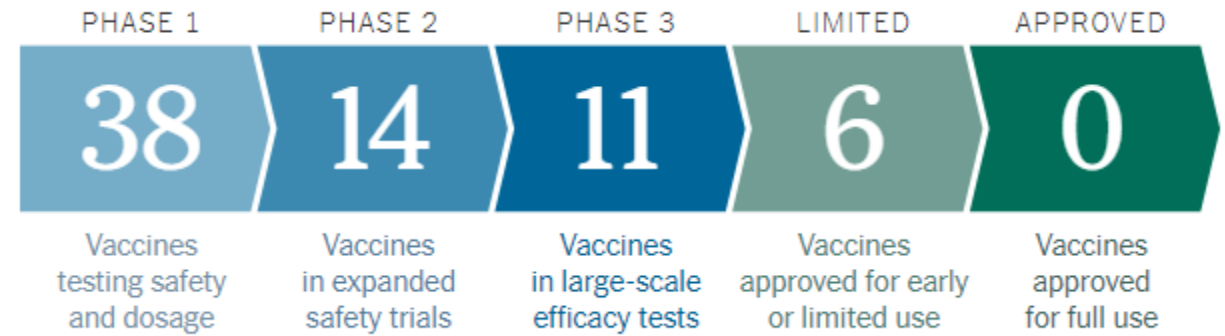 PHASE 1 PHASE 2 PHASE 3 LIMITED APPROVED
38 14 11 6 0
Vaccines Vaccines Vaccines Vaccines Vaccines
testing safety in expanded in large-scale approved for early approved
and dosage safety trials efficacy tests or limited use for full use